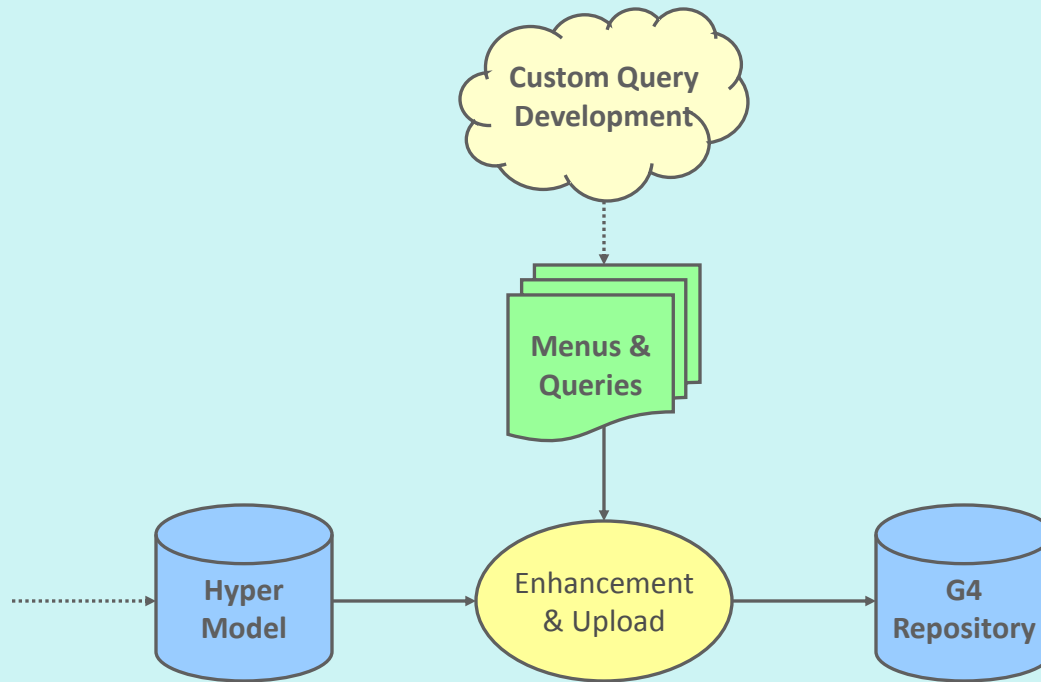 Custom Query
Development
Menus &
Queries
Hyper
Model
Enhancement
& Upload
G4
Repository